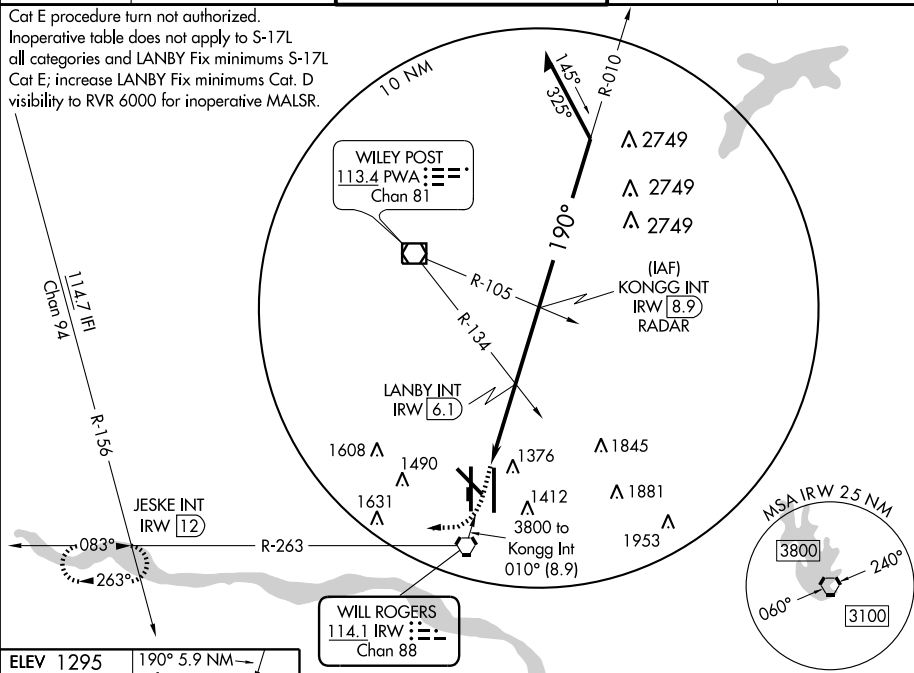 Cat E procedure turn not authorized.
Inoperative table does not apply to S-17L
all categories and LANBY Fix minimums S-17L
Cat E; increase LANBY Fix minimums Cat. D
visibility to RVR 6000 for inoperative MALSR.
10 NM
145°
325°
R-010
2749
2749
2749
WILEY POST
113.4 PWA
Chan 81
190°
R-105
R-134
(IAF)
KONGG INT
IRW 8.9
RADAR
114.7 IFI
Chan 94
R-156
LANBY INT
IRW 6.1
1608
1490
1631
1376
1412
1845
1881
1953
JESKE INT
IRW 12
083°
263°
R-263
3800 to
Kongg Int
010° (8.9)
WILL ROGERS
114.1 IRW
Chan 88
MSA IRW 25 NM
3800
240°
060°
3100
ELEV 1295
190° 5.9 NM